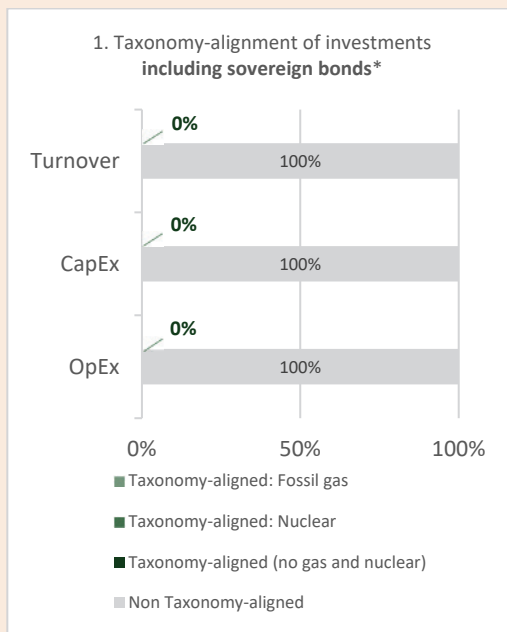 1. Taxonomy-alignment of investments
including sovereign bonds*
0%
Turnover
100%
0%
CapEx
100%
0%
OpEx
100%
0%
50%
100%
Taxonomy-aligned: Fossil gas
Taxonomy-aligned: Nuclear
Taxonomy-aligned (no gas and nuclear)
Non Taxonomy-aligned